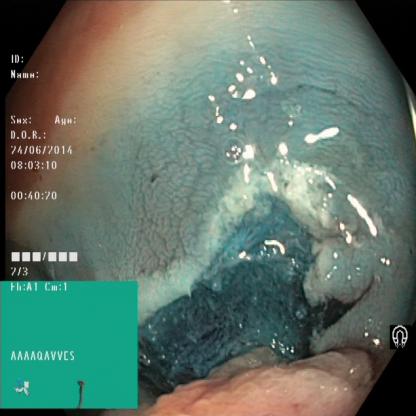 ID:
Name:
Sex: Age:
D.O.B.:
24/06/2014
08:03:10
00:40:20
■■■/■■■
7/3
Eh:A1 Cm:1
AAAAQAVVES